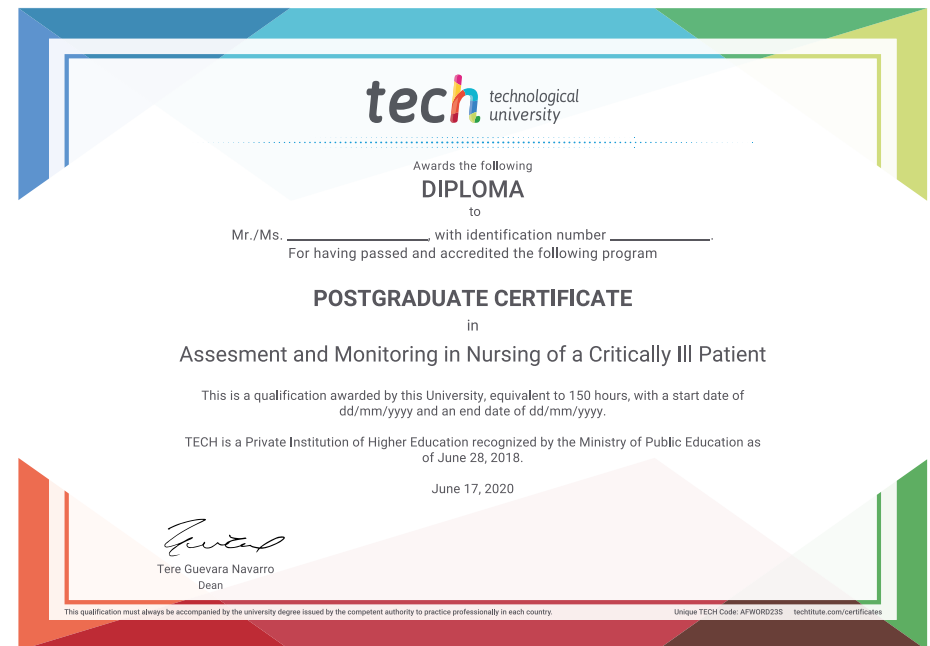 tech technological
university
Awards the following
DIPLOMA
to
Mr./Ms. ____________________, with identification number ______________.
For having passed and accredited the following program
POSTGRADUATE CERTIFICATE
in
Assesment and Monitoring in Nursing of a Critically Ill Patient
This is a qualification awarded by this University, equivalent to 150 hours, with a start date of
dd/mm/yyyy and an end date of dd/mm/yyyy.
TECH is a Private Institution of Higher Education recognized by the Ministry of Public Education as
of June 28, 2018.
June 17, 2020
Tere Guevara Navarro
Dean
This qualification must always be accompanied by the university degree issued by the competent authority to practice professionally in each country. Unique TECH Code: AFWORD23S techtitute.com/certificates